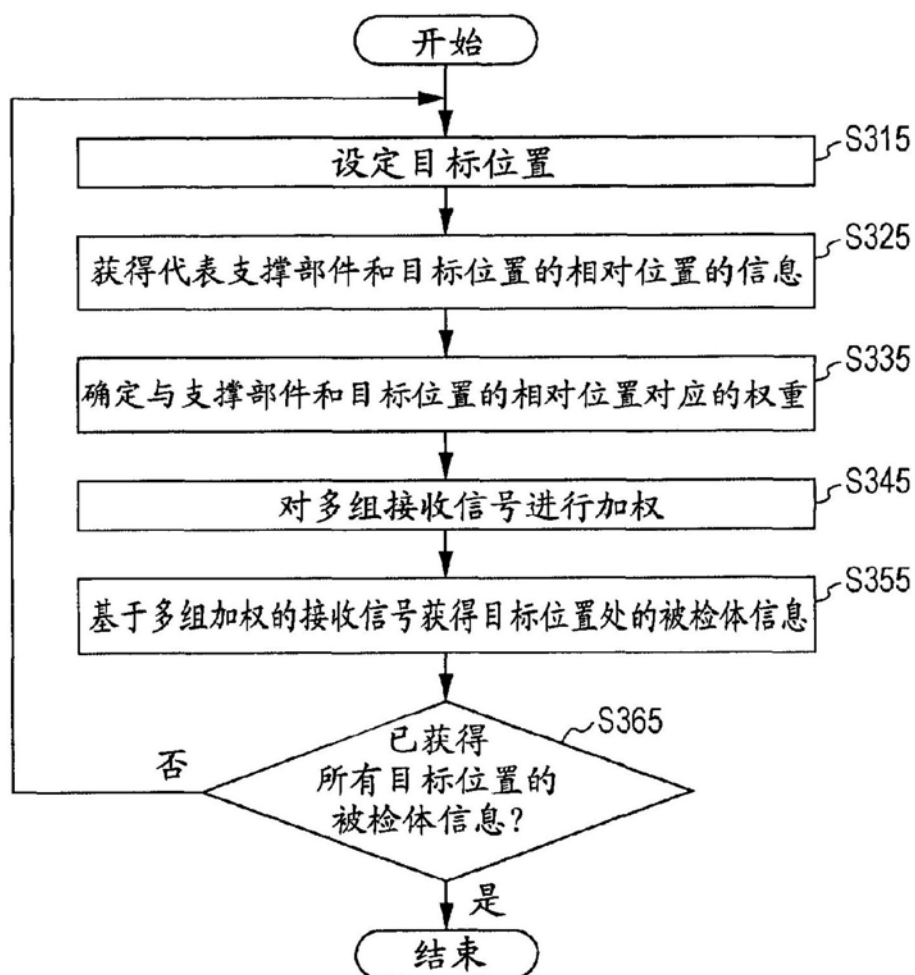 开始
S315
设定目标位置
S325
获得代表支撑部件和目标位置的相对位置的信息
S335
确定与支撑部件和目标位置的相对位置对应的权重
S345
对多组接收信号进行加权
S355
基于多组加权的接收信号获得目标位置处的被检体信息
S365
已获得
所有目标位置的
被检体信息?
否
是
结束